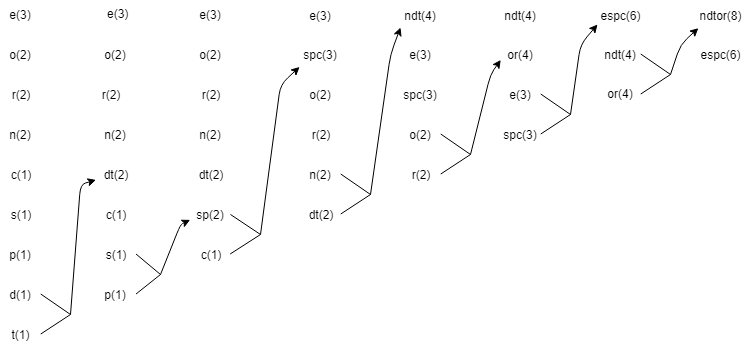 e(3) e(3) e(3) e(3) ndt(4) ndt(4) espc(6) ndtor(8)
o(2) o(2) o(2) spc(3) e(3) or(4) ndt(4) espc(6)
r(2) r(2) r(2) o(2) spc(3) e(3) or(4)
n(2) n(2) n(2) r(2) o(2) spc(3)
c(1) dt(2) dt(2) n(2) r(2)
s(1) c(1) sp(2) dt(2)
p(1) s(1) c(1)
d(1) p(1)
t(1)